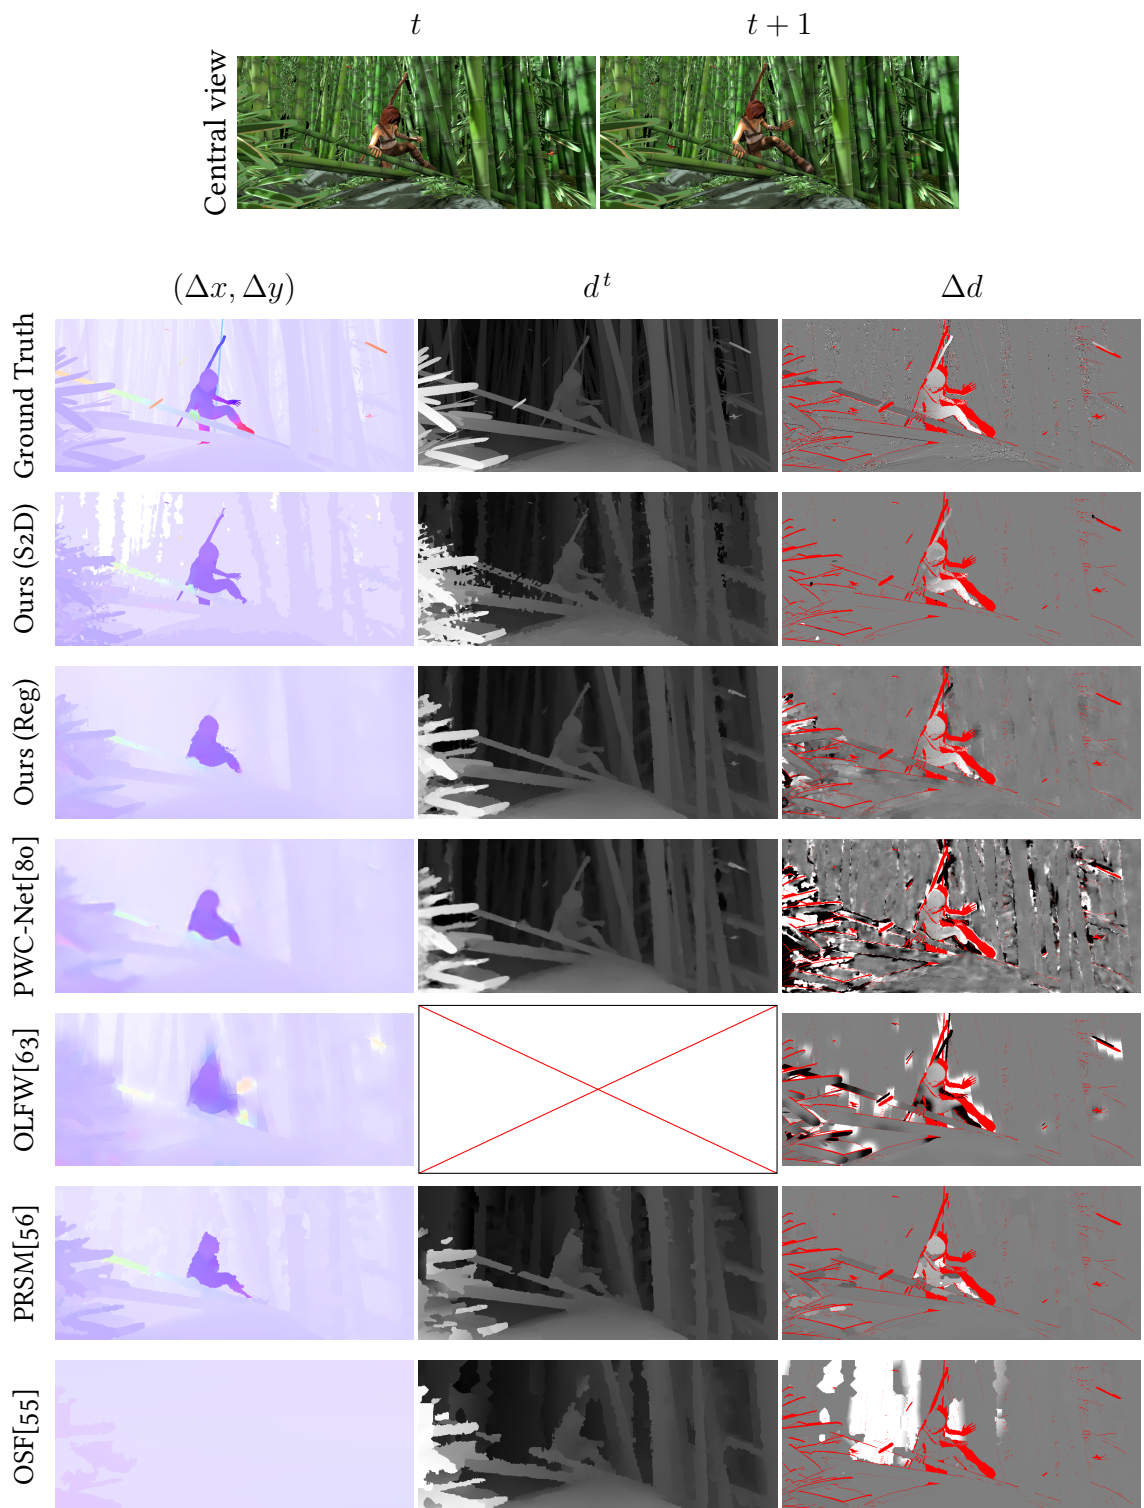 t
t + 1
Central view
(Δx, Δy)
d^t
Δd
Ground Truth
Ours (S2D)
Ours (Reg)
PWC-Net[80]
OLFW[63]
PRSM[56]
OSF[55]